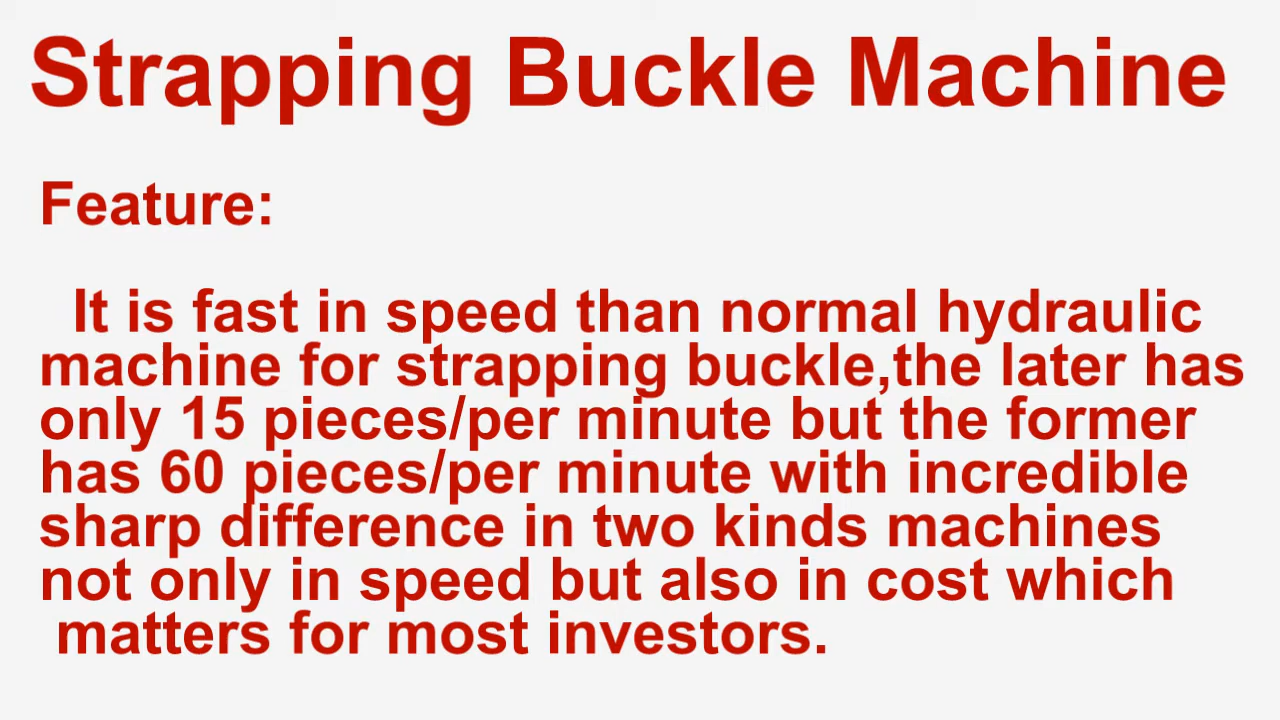 Strapping Buckle Machine
Feature:
It is fast in speed than normal hydraulic
machine for strapping buckle,the later has
only 15 pieces/per minute but the former
has 60 pieces/per minute with incredible
sharp difference in two kinds machines
not only in speed but also in cost which
matters for most investors.